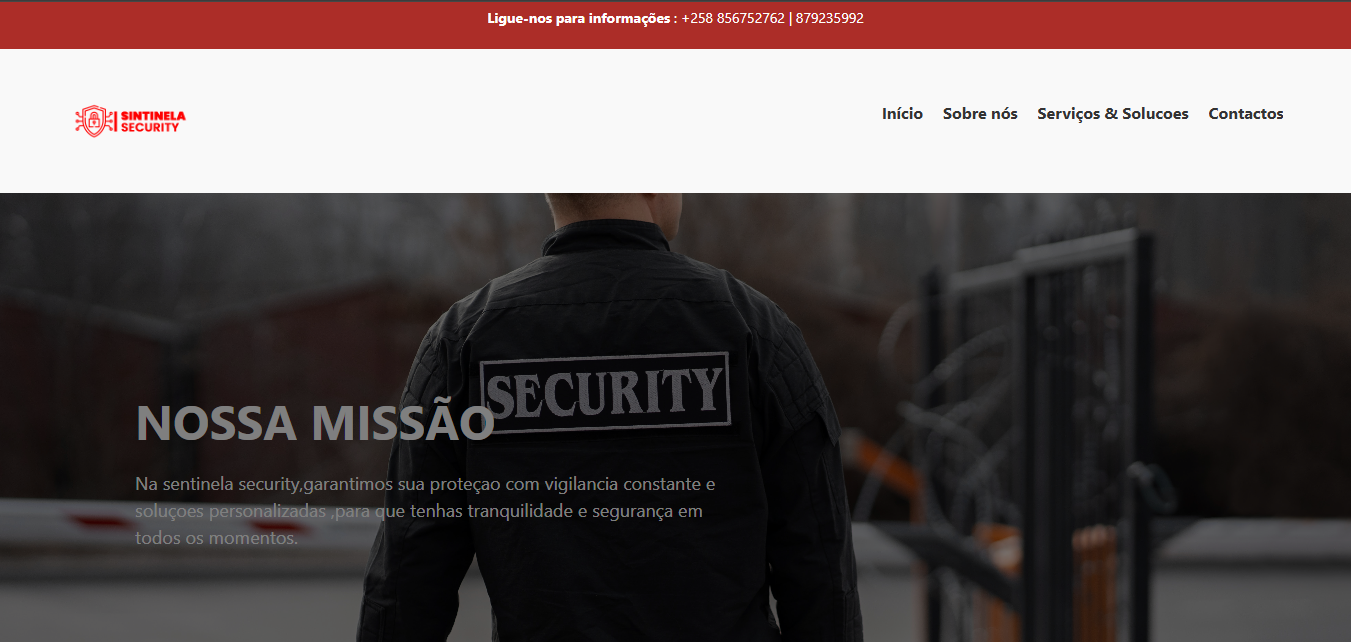 Ligue-nos para informações : +258 856752762 | 879235992
SINTINELA
SECURITY
Início Sobre nós Serviços & Solucoes Contactos
SECURITY
NOSSA MISSÃO
Na sentinela security,garantimos sua proteçao com vigilancia constante e
soluçoes personalizadas ,para que tenhas tranquilidade e segurança em
todos os momentos.